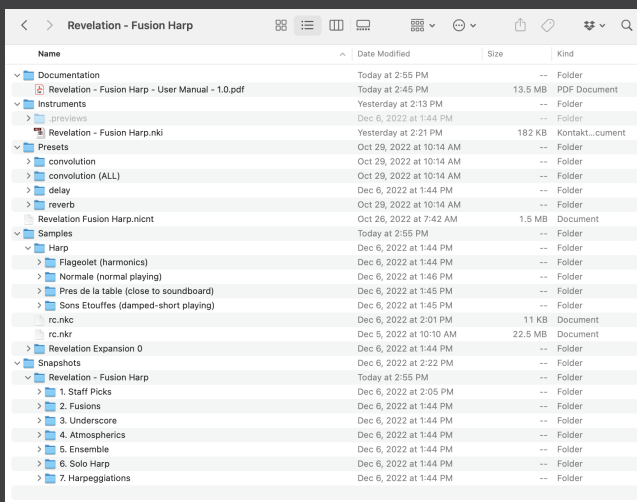 Revelation - Fusion Harp
Name Date Modified Size Kind
Documentation Today at 2:55 PM -- Folder
Revelation - Fusion Harp - User Manual - 1.0.pdf Today at 2:45 PM 13.5 MB PDF Document
Instruments Yesterday at 2:13 PM -- Folder
.previews Dec 6, 2022 at 1:44 PM -- Folder
Revelation - Fusion Harp.nki Yesterday at 2:21 PM 182 KB Kontakt...cument
Presets Oct 29, 2022 at 10:14 AM -- Folder
convolution Oct 29, 2022 at 10:14 AM -- Folder
convolution (ALL) Oct 29, 2022 at 10:14 AM -- Folder
delay Dec 6, 2022 at 1:44 PM -- Folder
reverb Oct 29, 2022 at 10:14 AM -- Folder
Revelation Fusion Harp.nicnt Oct 26, 2022 at 7:42 AM 1.5 MB Document
Samples Today at 2:55 PM -- Folder
Harp Dec 6, 2022 at 1:44 PM -- Folder
Flageolet (harmonics) Dec 6, 2022 at 1:44 PM -- Folder
Normale (normal playing) Dec 6, 2022 at 1:46 PM -- Folder
Pres de la table (close to soundboard) Dec 6, 2022 at 1:45 PM -- Folder
Sons Etouffes (damped-short playing) Dec 6, 2022 at 1:45 PM -- Folder
rc.nkc Dec 6, 2022 at 2:01 PM 11 KB Document
rc.nkr Dec 5, 2022 at 10:10 AM 22.5 MB Document
Revelation Expansion 0 Dec 6, 2022 at 1:44 PM -- Folder
Snapshots Dec 6, 2022 at 2:22 PM -- Folder
Revelation - Fusion Harp Today at 2:55 PM -- Folder
1. Staff Picks Dec 6, 2022 at 2:05 PM -- Folder
2. Fusions Dec 6, 2022 at 1:44 PM -- Folder
3. Underscore Dec 6, 2022 at 1:44 PM -- Folder
4. Atmospherics Dec 6, 2022 at 1:44 PM -- Folder
5. Ensemble Dec 6, 2022 at 1:44 PM -- Folder
6. Solo Harp Dec 6, 2022 at 1:44 PM -- Folder
7. Harpeggiations Dec 6, 2022 at 1:44 PM -- Folder